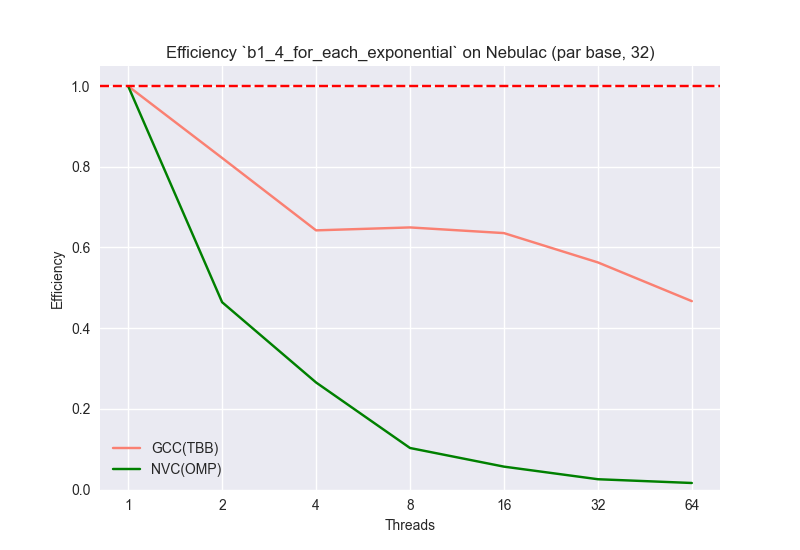 Efficiency `b1_4_for_each_exponential` on Nebulac (par base, 32)
Efficiency
1.0
0.8
0.6
0.4
0.2
0.0
GCC(TBB)
NVC(OMP)
1 2 4 8 16 32 64
Threads